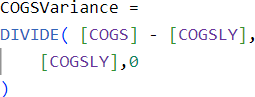 COGSVariance =
DIVIDE( [COGS] - [COGSLY],
    [COGSLY],0
)